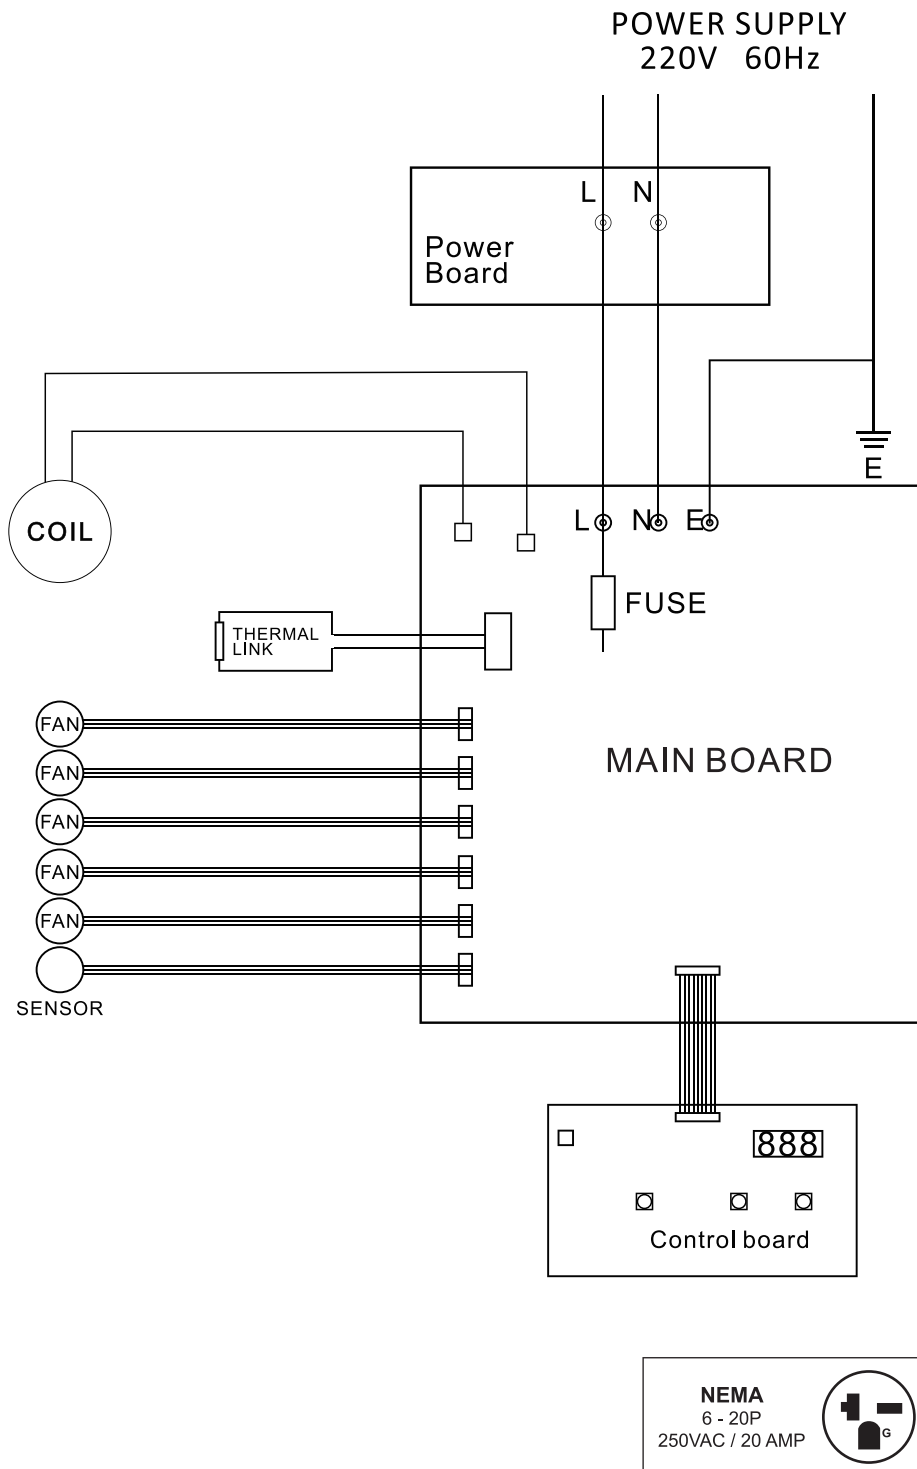 POWER SUPPLY
220V 60Hz
L N
Power
Board
E
COIL
L N E
FUSE
THERMAL
LINK
FAN
MAIN BOARD
FAN
FAN
FAN
FAN
SENSOR
888
Control board
NEMA
6 - 20P
250VAC / 20 AMP
G